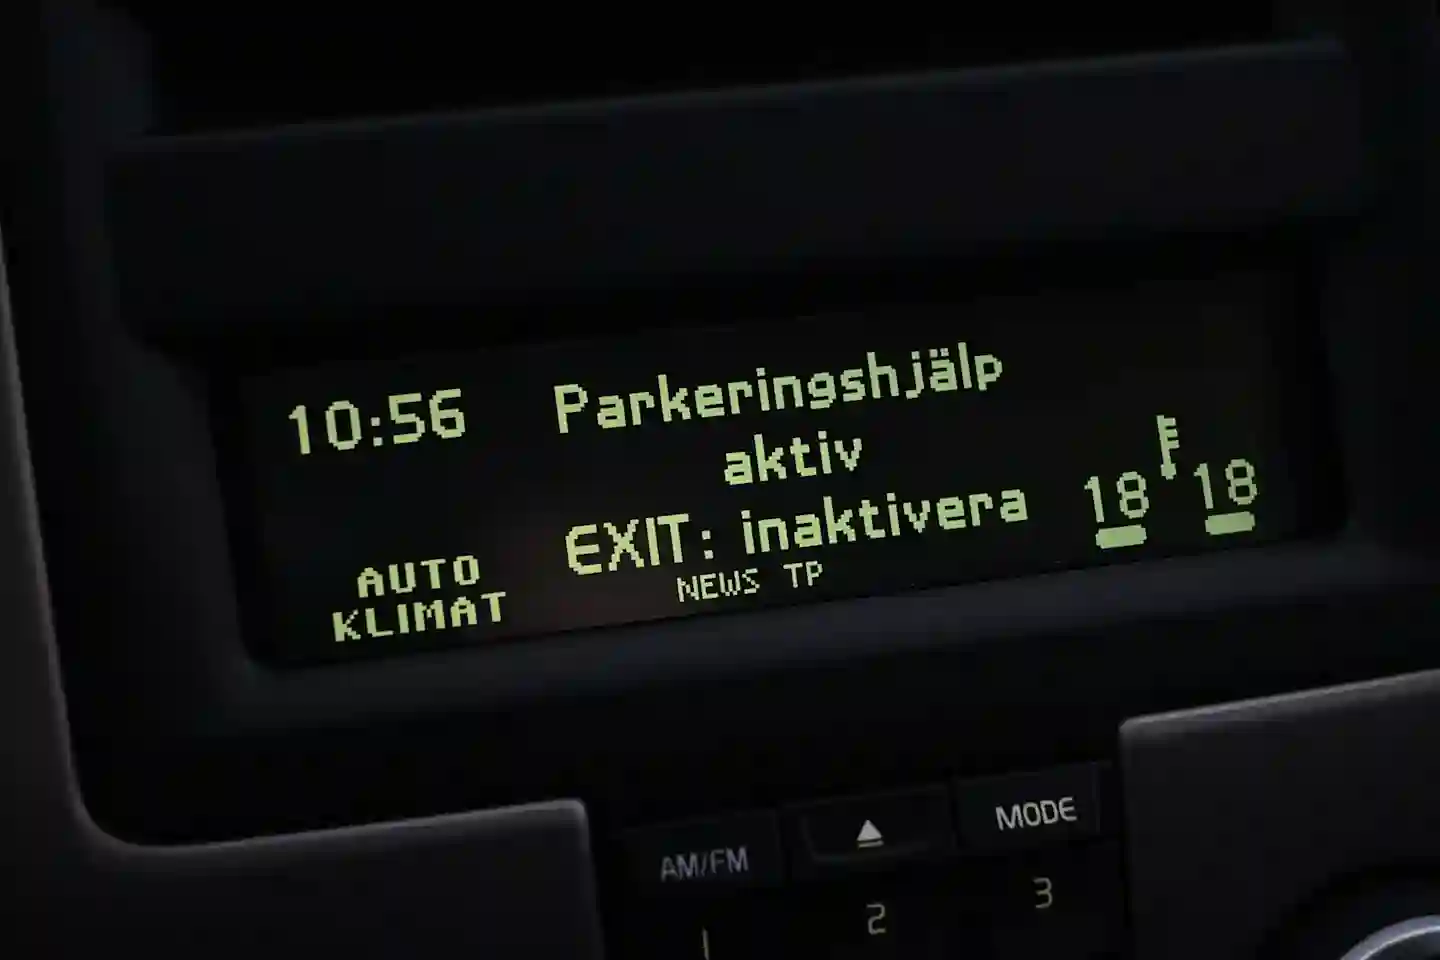 10:56
Parkeringshjälp
aktiv
EXIT: inaktivera
18 18
AUTO
KLIMAT
NEWS TP
AM/FM
MODE
1 2 3